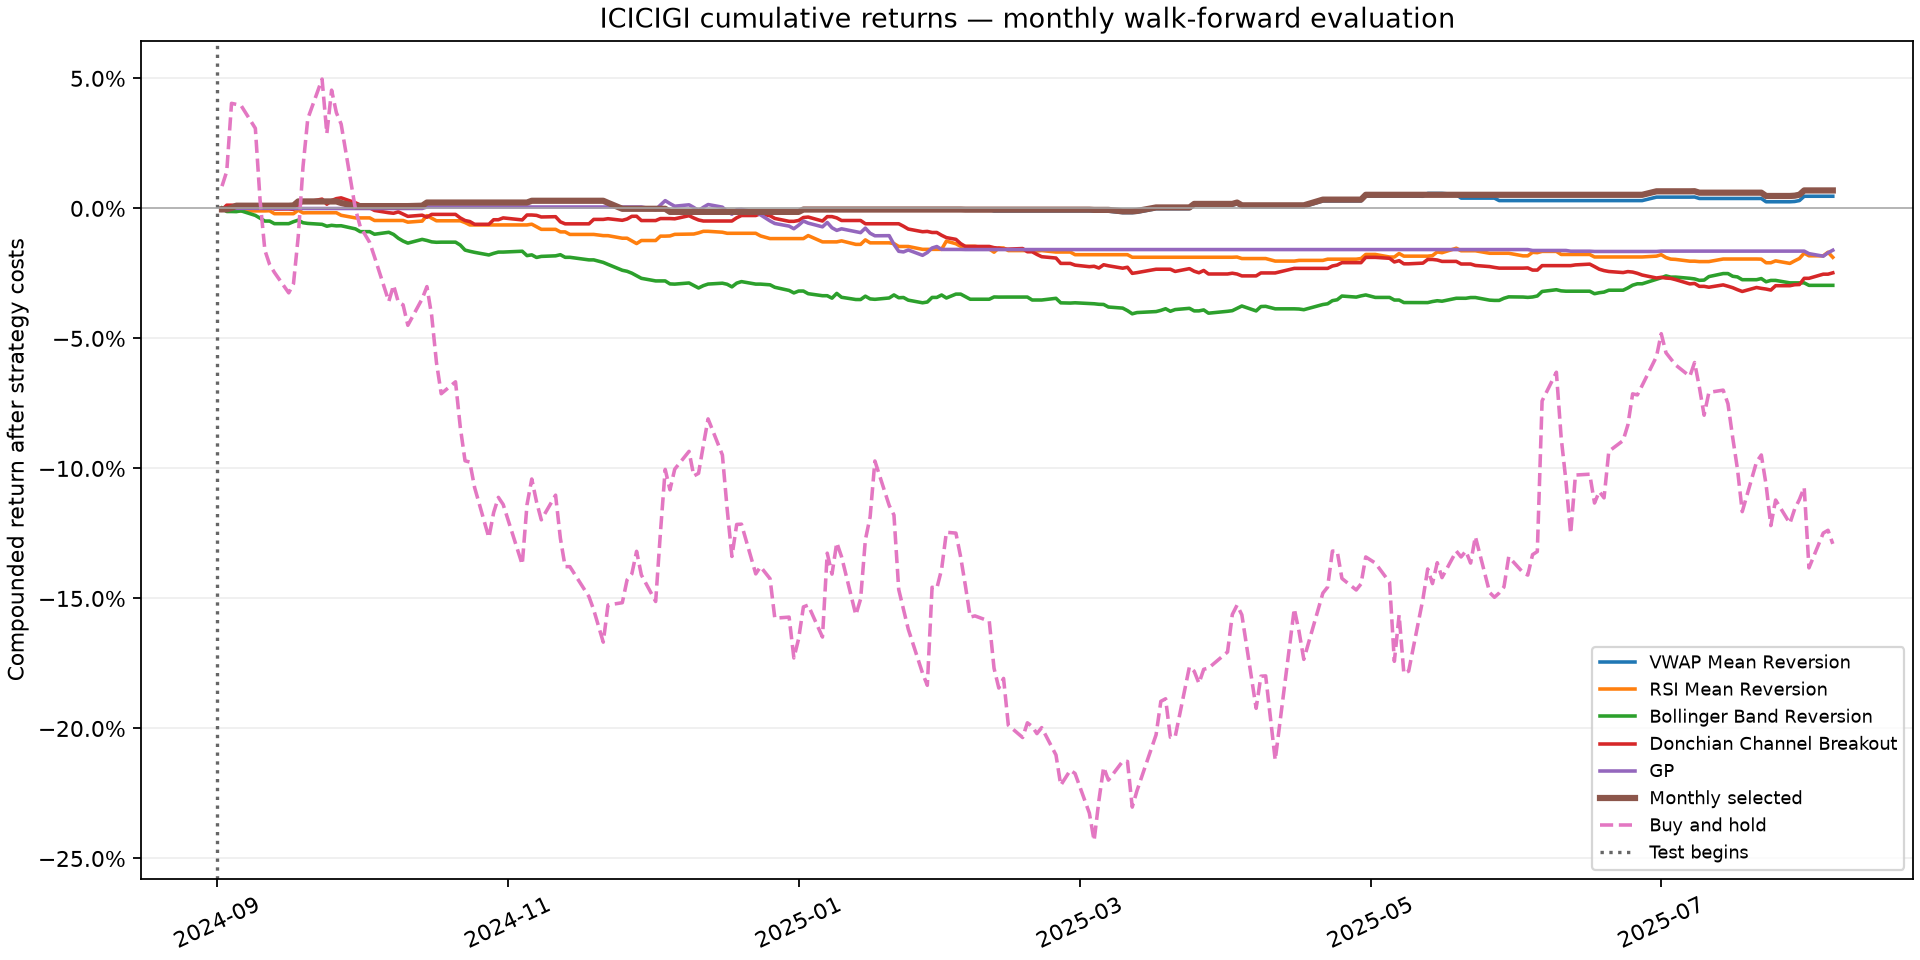 ICICIGI cumulative returns — monthly walk-forward evaluation
Compounded return after strategy costs
5.0%
0.0%
−5.0%
−10.0%
−15.0%
−20.0%
−25.0%
2024-09
2024-11
2025-01
2025-03
2025-05
2025-07
VWAP Mean Reversion
RSI Mean Reversion
Bollinger Band Reversion
Donchian Channel Breakout
GP
Monthly selected
Buy and hold
Test begins